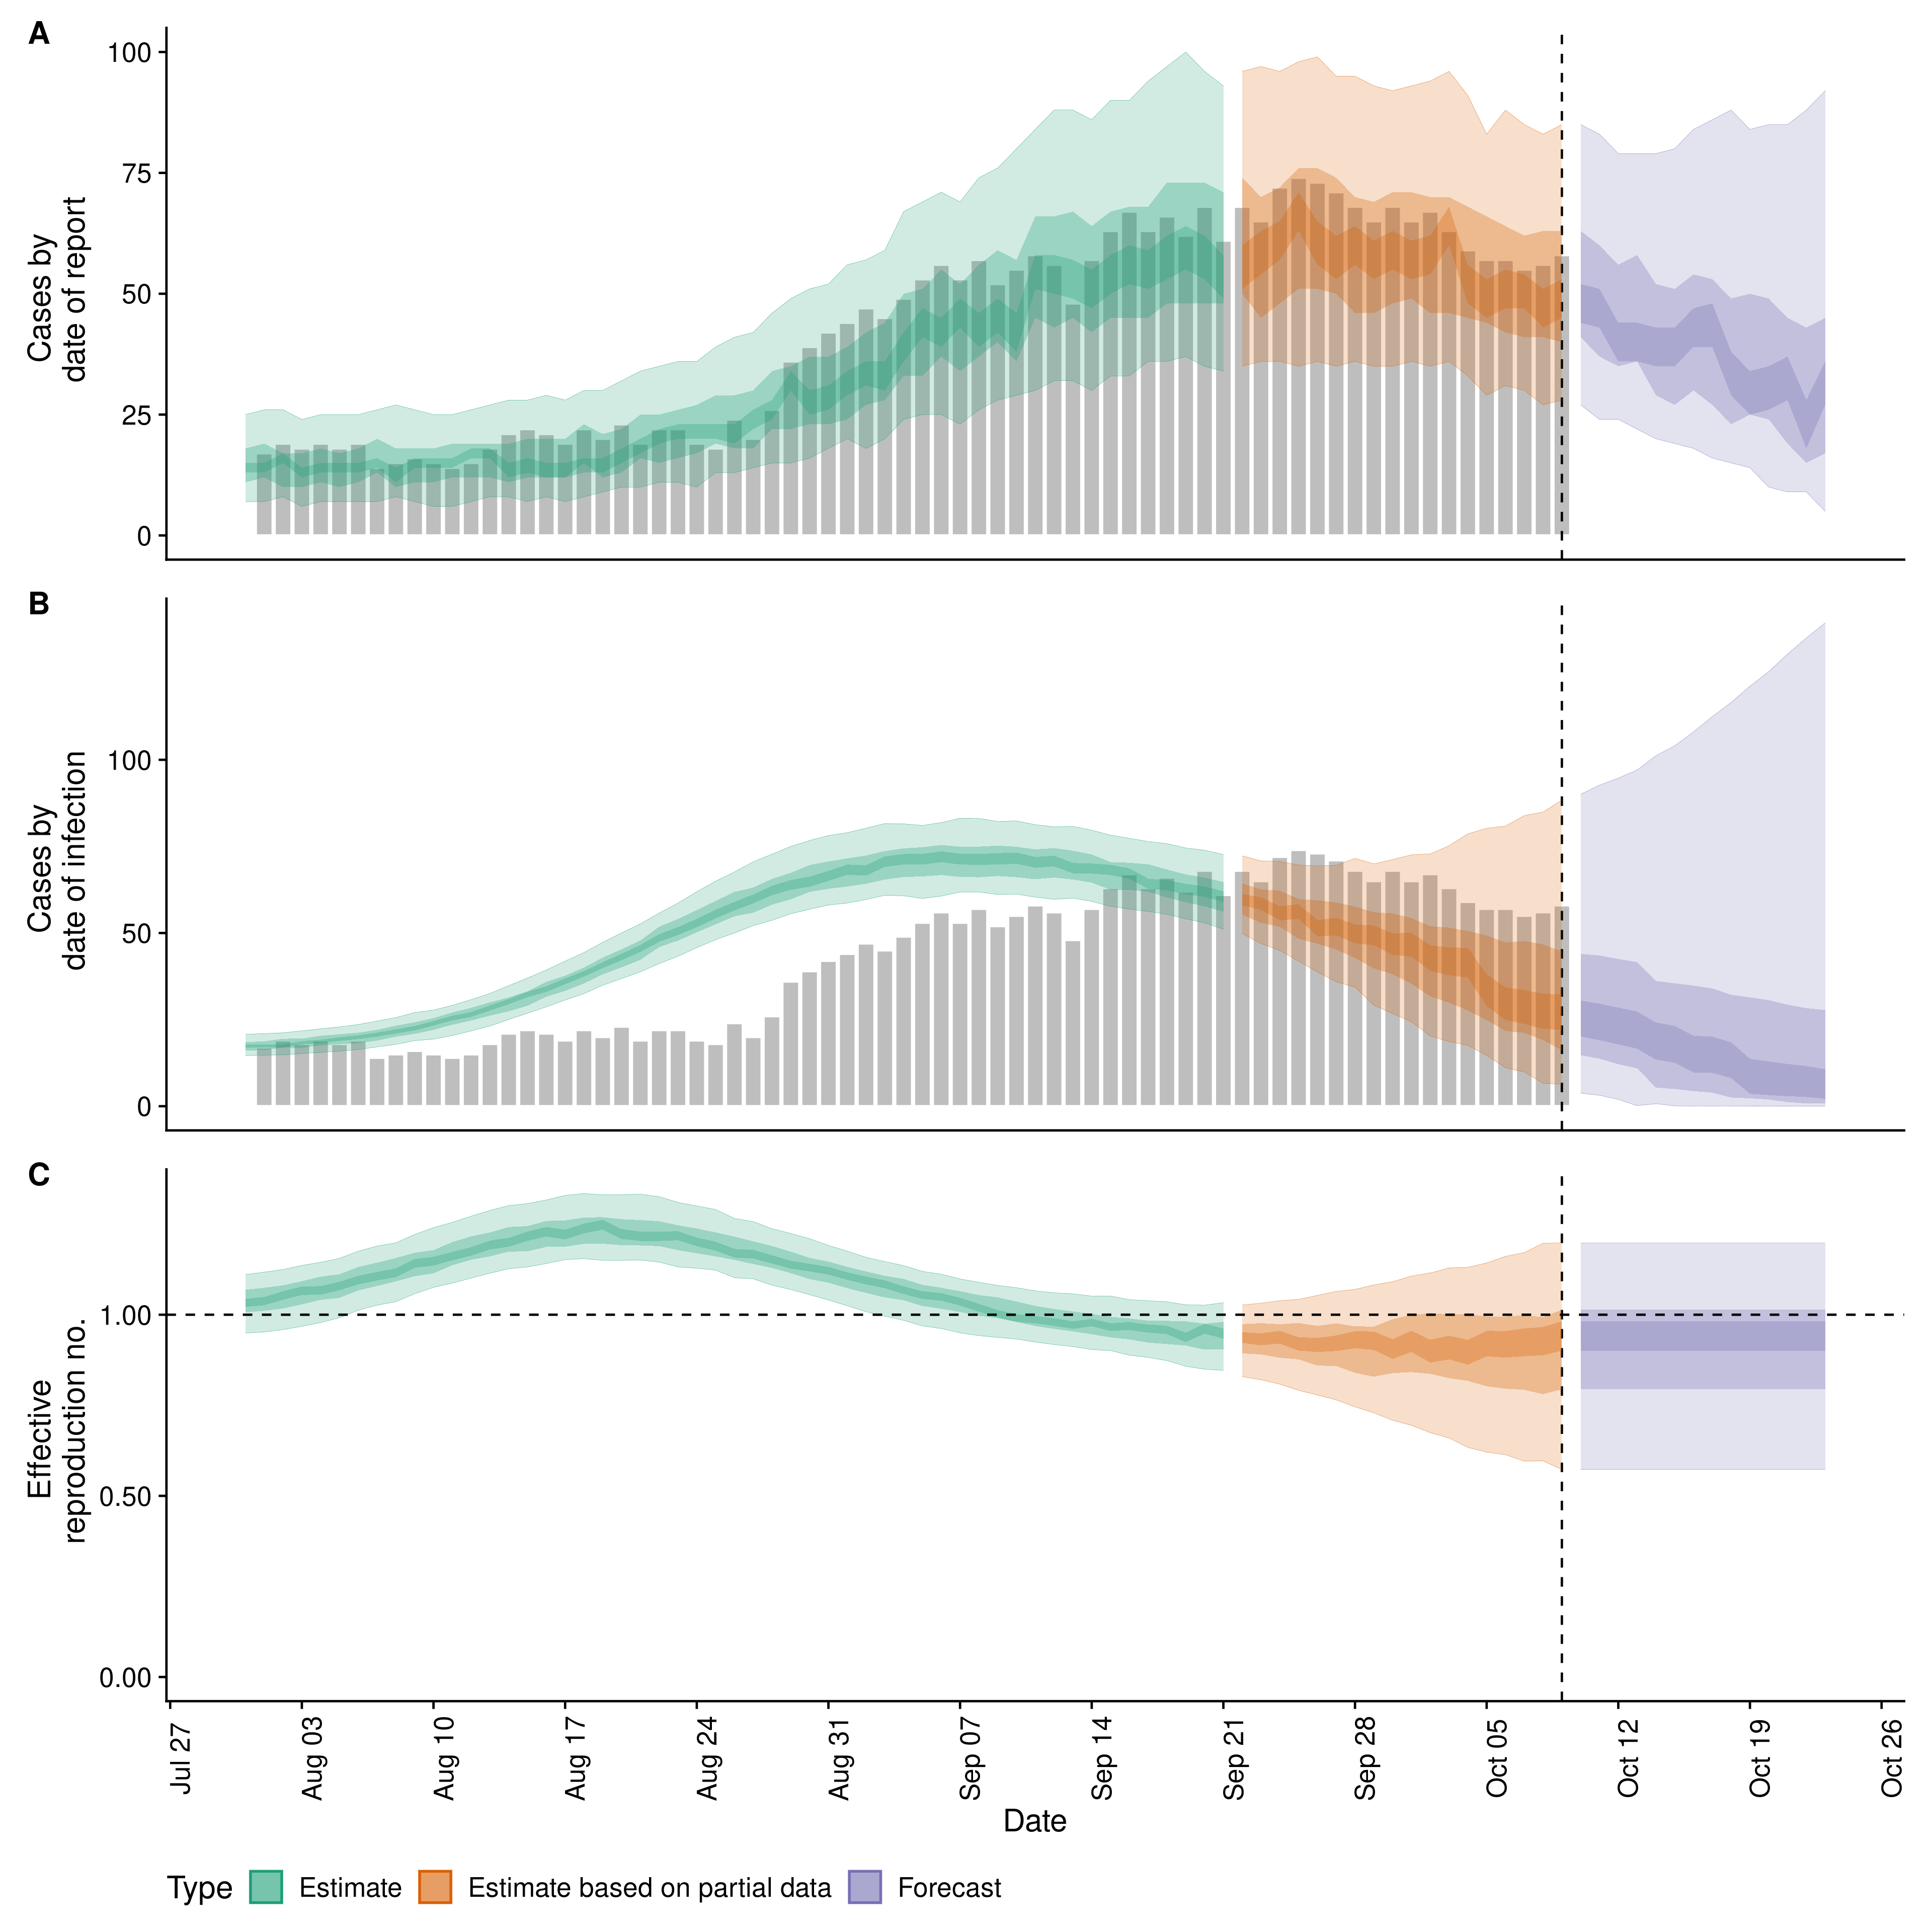 A
Cases by
date of report
100
75
50
25
0
B
Cases by
date of infection
100
50
0
C
Effective
reproduction no.
1.00
0.50
0.00
Jul 27
Aug 03
Aug 10
Aug 17
Aug 24
Aug 31
Sep 07
Sep 14
Sep 21
Sep 28
Oct 05
Oct 12
Oct 19
Oct 26
Date
Type Estimate Estimate based on partial data Forecast